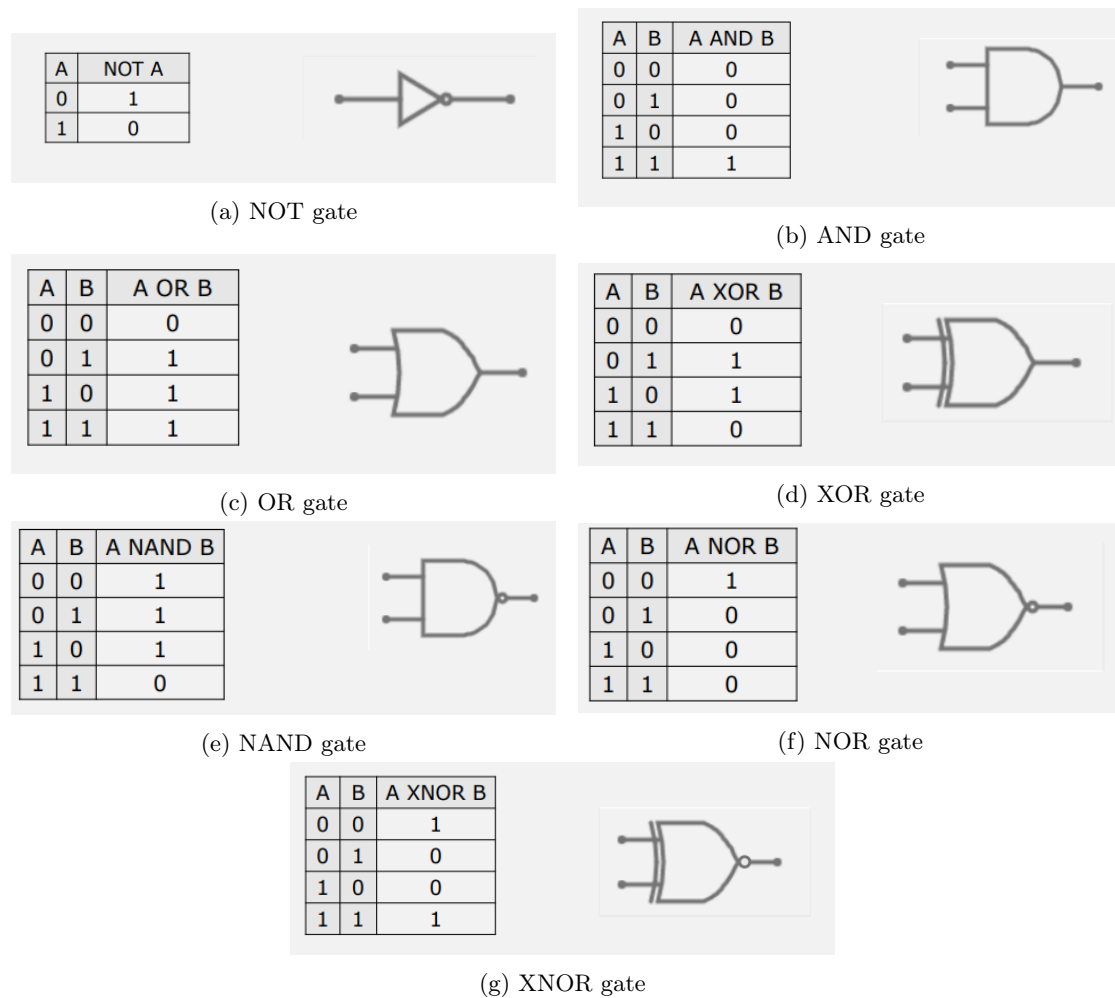 A NOT A
0 1
1 0
(a) NOT gate
A B A AND B
0 0 0
0 1 0
1 0 0
1 1 1
(b) AND gate
A B A OR B
0 0 0
0 1 1
1 0 1
1 1 1
(c) OR gate
A B A XOR B
0 0 0
0 1 1
1 0 1
1 1 0
(d) XOR gate
A B A NAND B
0 0 1
0 1 1
1 0 1
1 1 0
(e) NAND gate
A B A NOR B
0 0 1
0 1 0
1 0 0
1 1 0
(f) NOR gate
A B A XNOR B
0 0 1
0 1 0
1 0 0
1 1 1
(g) XNOR gate